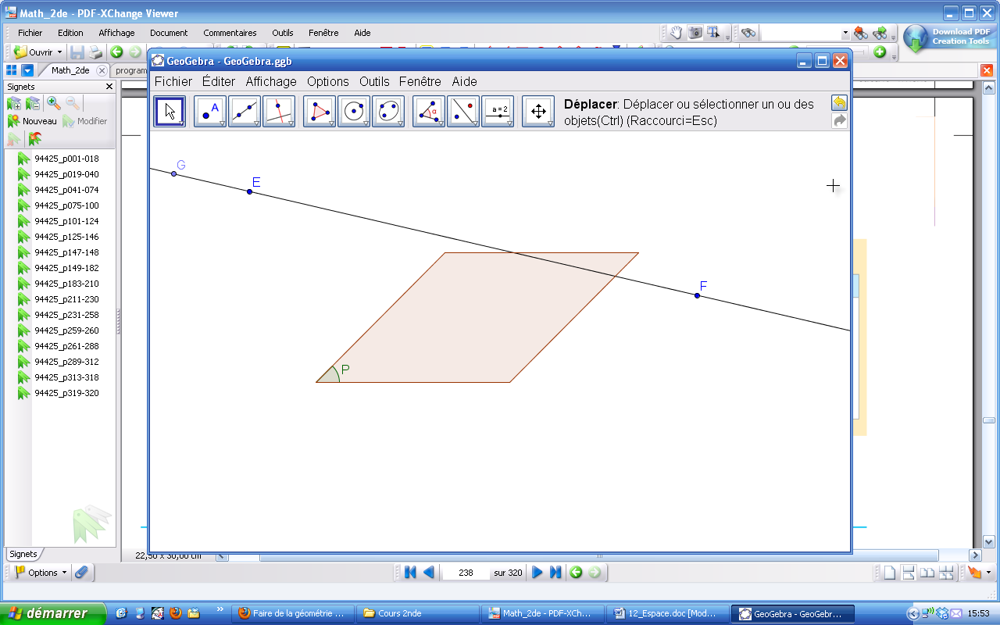 Math_2de - PDF-XChange Viewer
Fichier Edition Affichage Document Commentaires Outils Fenêtre Aide
Download PDF
Creation Tools
Ouvrir
Math_2de
program
Signets
Nouveau Modifier
94425_p001-018
94425_p019-040
94425_p041-074
94425_p075-100
94425_p101-124
94425_p125-146
94425_p147-148
94425_p149-182
94425_p183-210
94425_p211-230
94425_p231-258
94425_p259-260
94425_p261-288
94425_p289-312
94425_p313-318
94425_p319-320
Signets
GeoGebra - GeoGebra.ggb
Fichier Éditer Affichage Options Outils Fenêtre Aide
A
α
a = 2
Déplacer: Déplacer ou sélectionner un ou des
objets(Ctrl) (Raccourci=Esc)
G
E
F
P
22,50 x 30,00 cm
Options
238 sur 320
démarrer
Faire de la géométrie ...
Cours 2nde
Math_2de - PDF-XCh...
12_Espace.doc [Mod...
GeoGebra - GeoGebr...
15:53